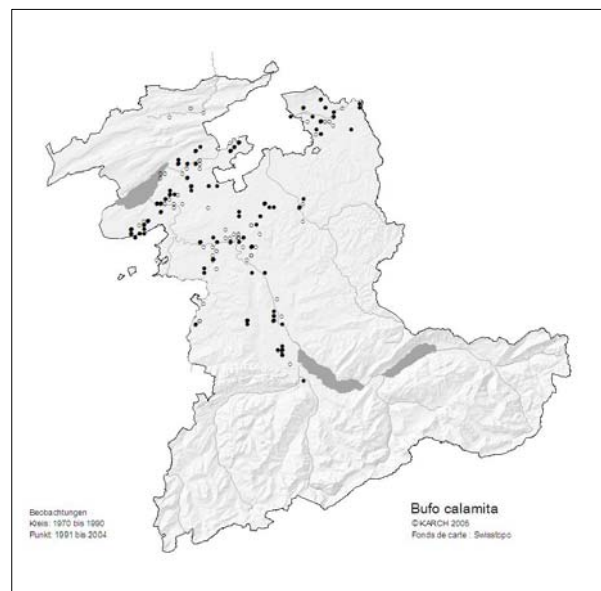 Beobachtungen
Kreis: 1970 bis 1990
Punkt: 1991 bis 2004
Bufo calamita
©KARCH 2005
Fonds de carte : Swisstopo